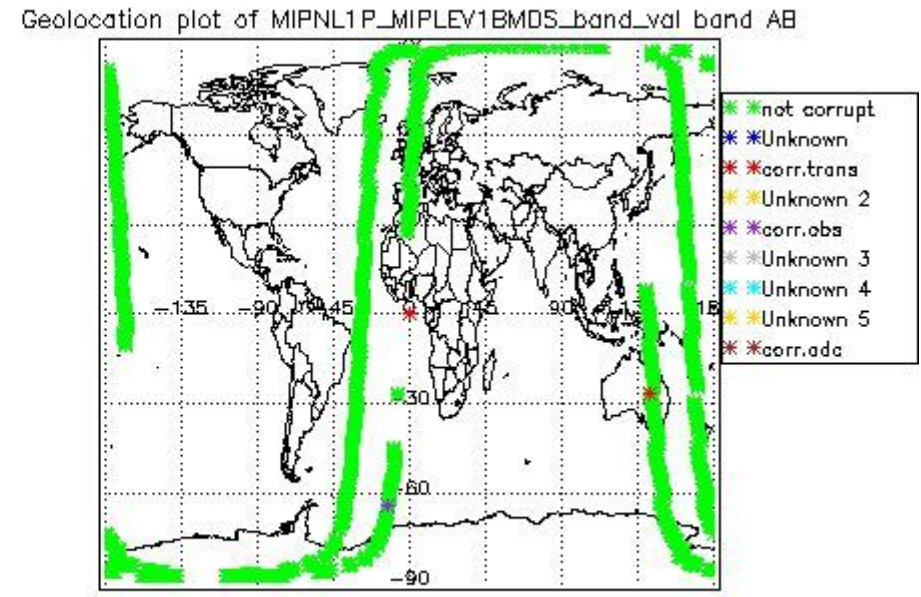 Geolocation plot of MIPNL1P_MIPLEV1BMDS_band_val band AB
not corrupt
Unknown
corr.trans
Unknown 2
corr.obs
Unknown 3
Unknown 4
Unknown 5
corr.adc
-135 -90 45 90
-30
-60
-90